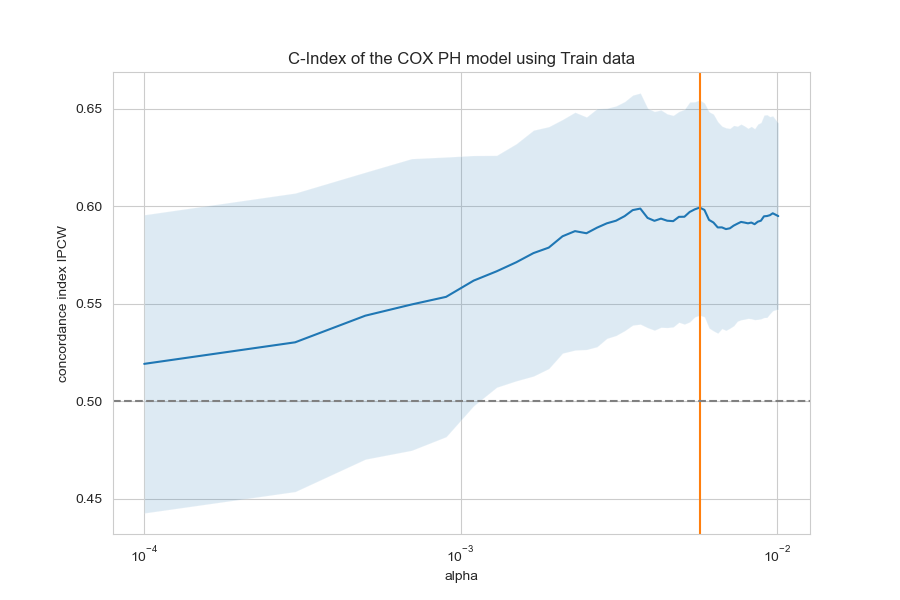 C-Index of the COX PH model using Train data
concordance index IPCW
0.65
0.60
0.55
0.50
0.45
10⁻⁴
10⁻³
10⁻²
alpha